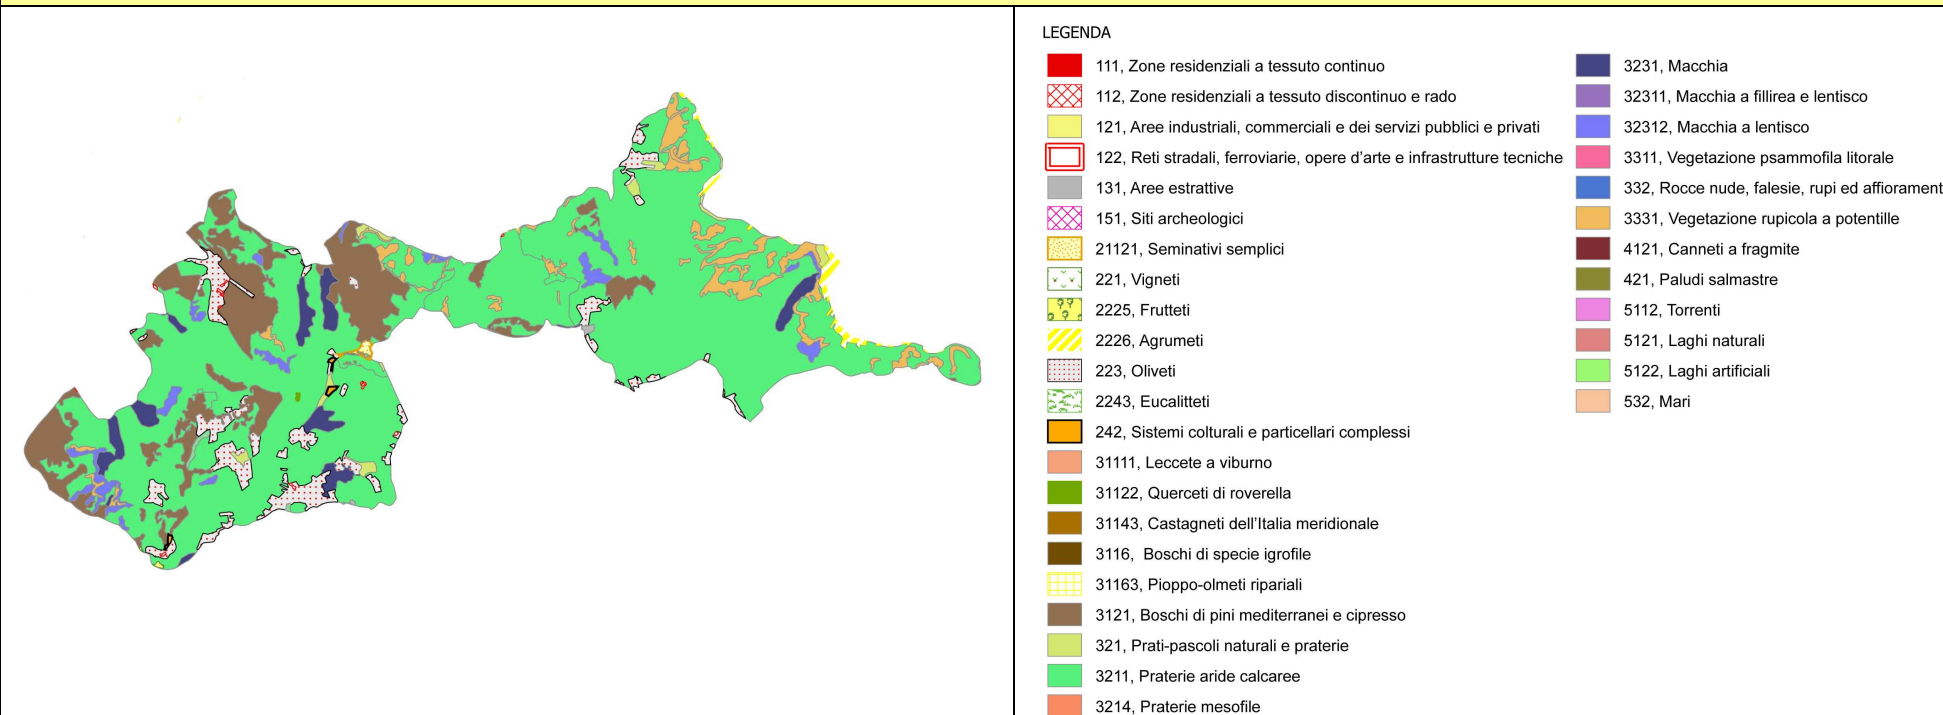 LEGENDA
111, Zone residenziali a tessuto continuo
112, Zone residenziali a tessuto discontinuo e rado
121, Aree industriali, commerciali e dei servizi pubblici e privati
122, Reti stradali, ferroviarie, opere d'arte e infrastrutture tecniche
131, Aree estrattive
151, Siti archeologici
21121, Seminativi semplici
221, Vigneti
2225, Frutteti
2226, Agrumeti
223, Oliveti
2243, Eucalitteti
242, Sistemi colturali e particellari complessi
31111, Leccete a viburno
31122, Querceti di roverella
31143, Castagneti dell'Italia meridionale
3116, Boschi di specie igrofile
31163, Pioppo-olmeti ripariali
3121, Boschi di pini mediterranei e cipresso
321, Prati-pascoli naturali e praterie
3211, Praterie aride calcaree
3214, Praterie mesofile
3231, Macchia
32311, Macchia a fillirea e lentisco
32312, Macchia a lentisco
3311, Vegetazione psammofila litorale
332, Rocce nude, falesie, rupi ed affiorament
3331, Vegetazione rupicola a potentille
4121, Canneti a fragmite
421, Paludi salmastre
5112, Torrenti
5121, Laghi naturali
5122, Laghi artificiali
532, Mari